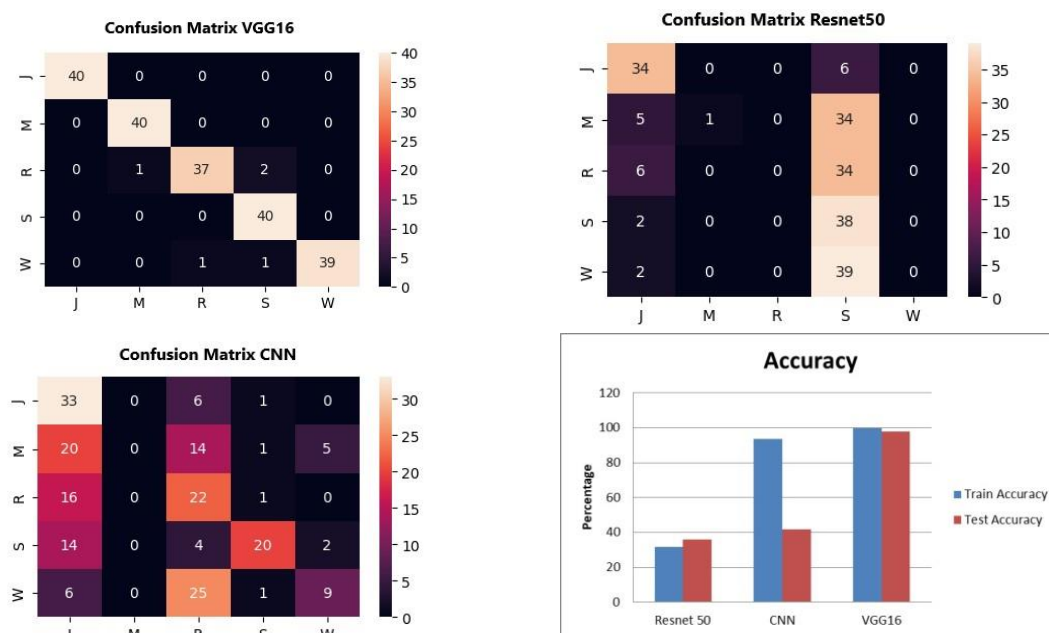 Confusion Matrix VGG16
J 40 0 0 0 0
M 0 40 0 0 0
R 0 1 37 2 0
S 0 0 0 40 0
W 0 0 1 1 39
J M R S W
40
35
30
25
20
15
10
5
0
Confusion Matrix Resnet50
J 34 0 0 6 0
M 5 1 0 34 0
R 6 0 0 34 0
S 2 0 0 38 0
W 2 0 0 39 0
J M R S W
35
30
25
20
15
10
5
0
Confusion Matrix CNN
J 33 0 6 1 0
M 20 0 14 1 5
R 16 0 22 1 0
S 14 0 4 20 2
W 6 0 25 1 9
J M R S W
30
25
20
15
10
5
0
Accuracy
Percentage
120
100
80
60
40
20
0
Resnet 50 CNN VGG16
Train Accuracy
Test Accuracy